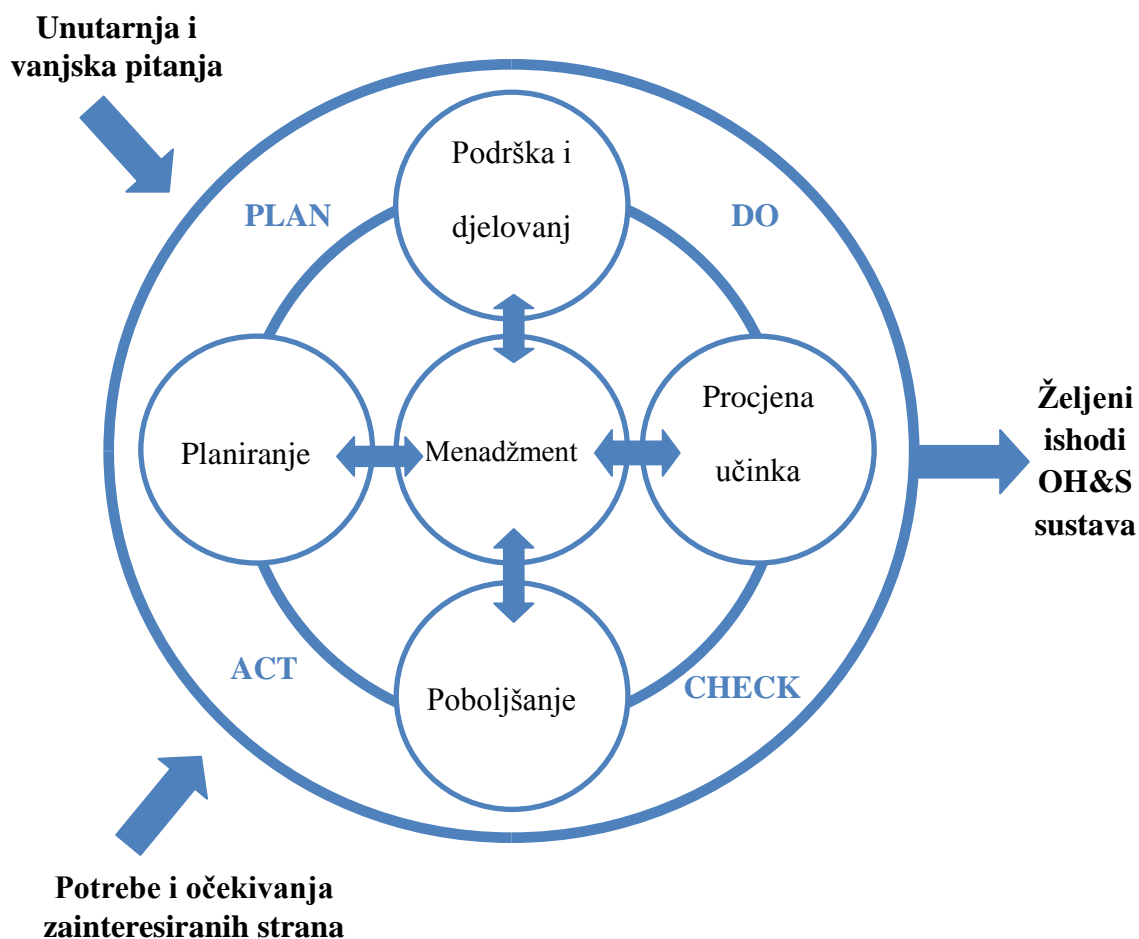 Unutarnja i
vanjska pitanja
Podrška i
djelovanj
PLAN
DO
Planiranje
Menadžment
Procjena
učinka
Željeni
ishodi
OH&S
sustava
ACT
CHECK
Poboljšanje
Potrebe i očekivanja
zainteresiranih strana